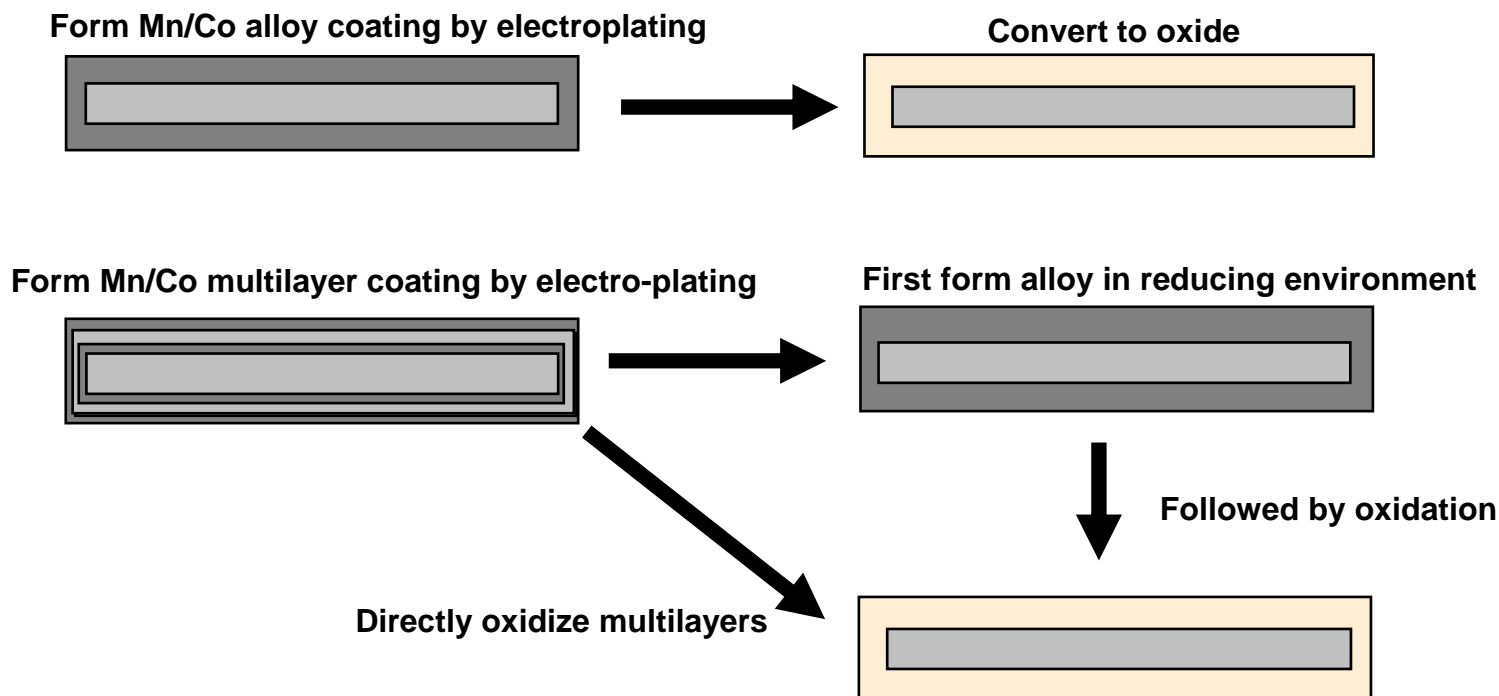 Form Mn/Co alloy coating by electroplating
Convert to oxide
Form Mn/Co multilayer coating by electro-plating
First form alloy in reducing environment
Followed by oxidation
Directly oxidize multilayers